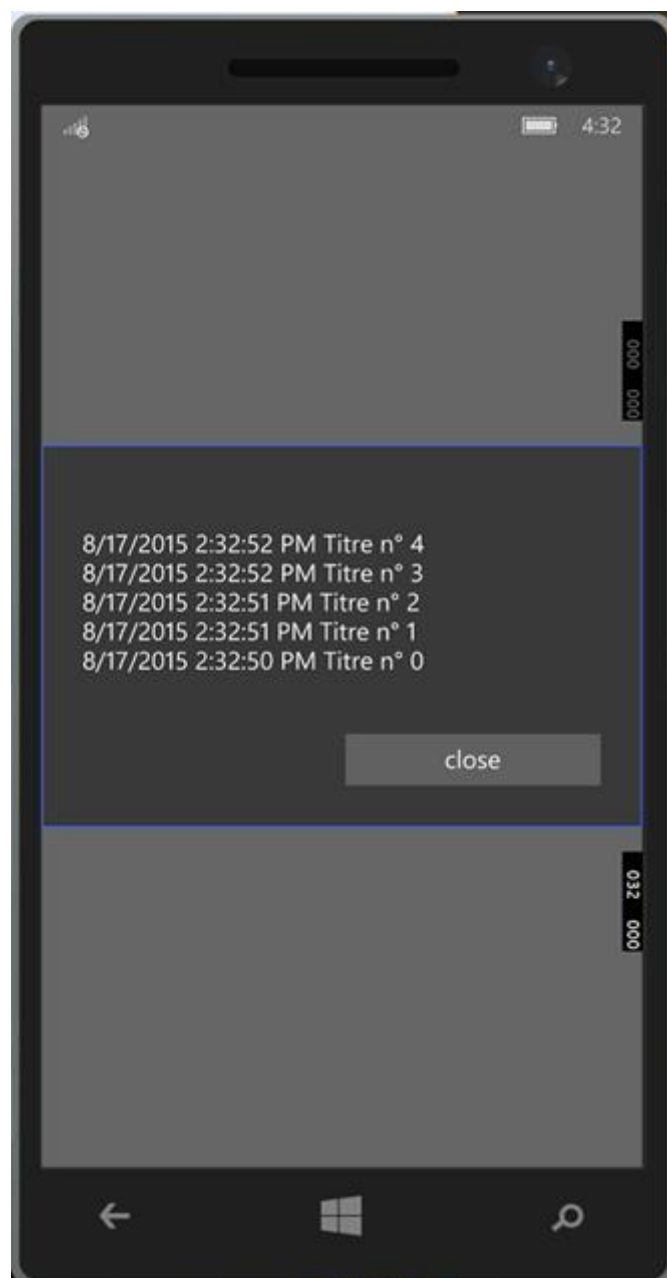 4:32
000 000
8/17/2015 2:32:52 PM Titre n° 4
8/17/2015 2:32:52 PM Titre n° 3
8/17/2015 2:32:51 PM Titre n° 2
8/17/2015 2:32:51 PM Titre n° 1
8/17/2015 2:32:50 PM Titre n° 0
close
032 000